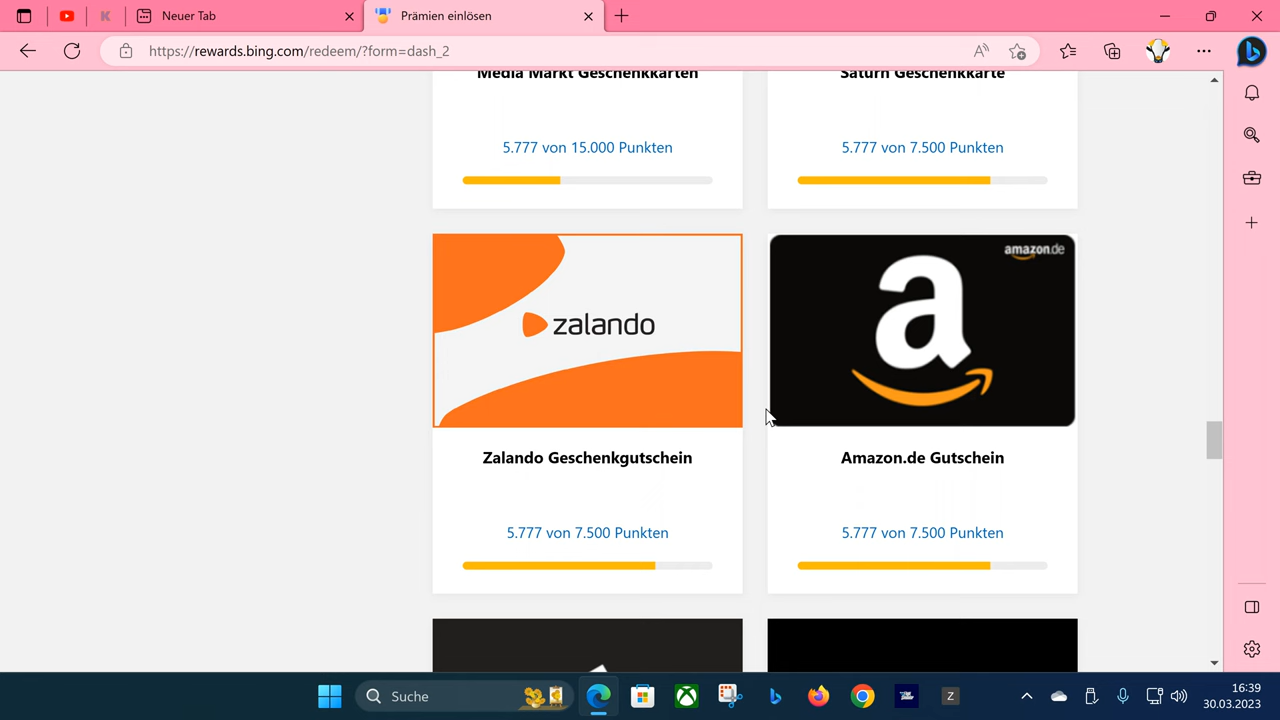 Neuer Tab
Prämien einlösen
https://rewards.bing.com/redeem/?form=dash_2
Media Markt Geschenkkarten
Saturn Geschenkkarte
5.777 von 15.000 Punkten
5.777 von 7.500 Punkten
zalando
amazon.de
a
Zalando Geschenkgutschein
Amazon.de Gutschein
5.777 von 7.500 Punkten
5.777 von 7.500 Punkten
Suche
16:39
30.03.2023